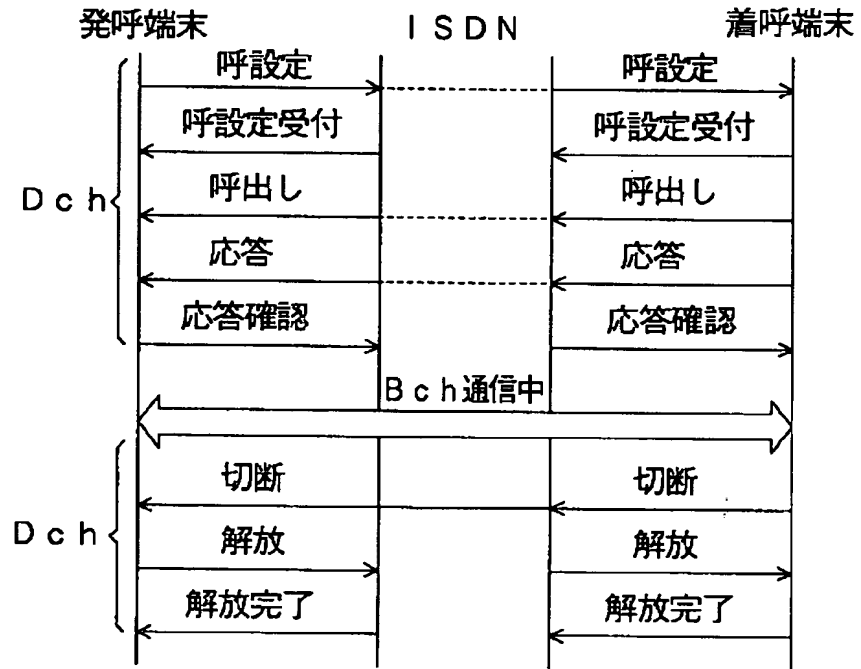 発呼端末 ISDN 着呼端末
呼設定 呼設定
呼設定受付 呼設定受付
Dch
呼出し 呼出し
応答 応答
応答確認 応答確認
Bch通信中
切断 切断
Dch
解放 解放
解放完了 解放完了